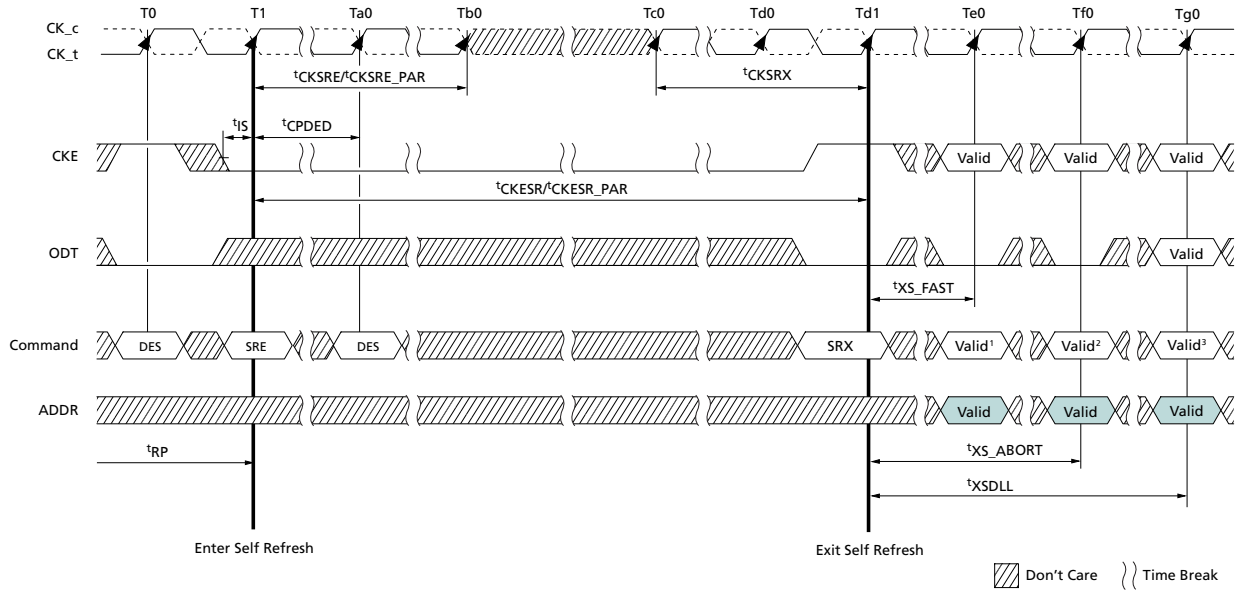 T0 T1 Ta0 Tb0 Tc0 Td0 Td1 Te0 Tf0 Tg0
CK_c
CK_t
tCKSRE/tCKSRE_PAR tCKSRX
tIS tCPDED
CKE Valid Valid Valid
tCKESR/tCKESR_PAR
ODT Valid
tXS_FAST
Command DES SRE DES SRX Valid1 Valid2 Valid3
ADDR Valid Valid Valid
tRP tXS_ABORT
tXSDLL
Enter Self Refresh Exit Self Refresh
Don't Care Time Break